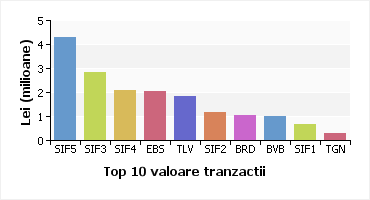 Lei (milioane)
5
4
3
2
1
0
SIF5 SIF3 SIF4 EBS TLV SIF2 BRD BVB SIF1 TGN
Top 10 valoare tranzactii